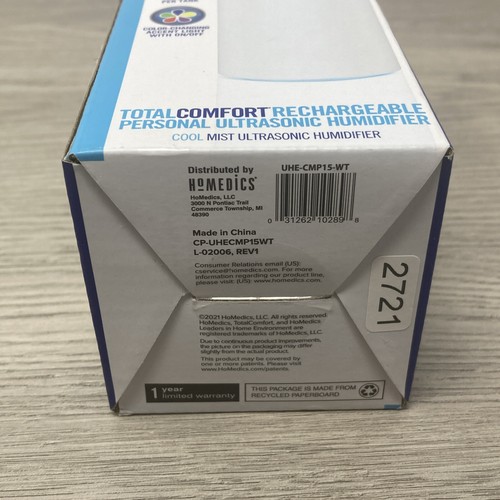 PER TANK
COLOR-CHANGING
ACCENT LIGHT
WITH ON/OFF
TOTALCOMFORT RECHARGEABLE
PERSONAL ULTRASONIC HUMIDIFIER
COOL MIST ULTRASONIC HUMIDIFIER
Distributed by
HOMEDICS®
HoMedics, LLC
3000 N Pontiac Trail
Commerce Township, MI
48390
UHE-CMP15-WT
0 31262 10289 8
Made in China
CP-UHECMP15WT
L-02006, REV1
Consumer Relations email (US):
cservice@homedics.com. For more
information regarding our product line,
please visit: (US): www.homedics.com
2721
©2021 HoMedics, LLC. All rights reserved.
HoMedics, TotalComfort, and HoMedics
Leaders in Home Environment are
registered trademarks of HoMedics, LLC.
Due to continuous product improvements,
the picture on the packaging may differ
slightly from the actual product.
This product may be covered by
one or more patents. Please visit
www.HoMedics.com/patents.
1 year
limited warranty
THIS PACKAGE IS MADE FROM
RECYCLED PAPERBOARD